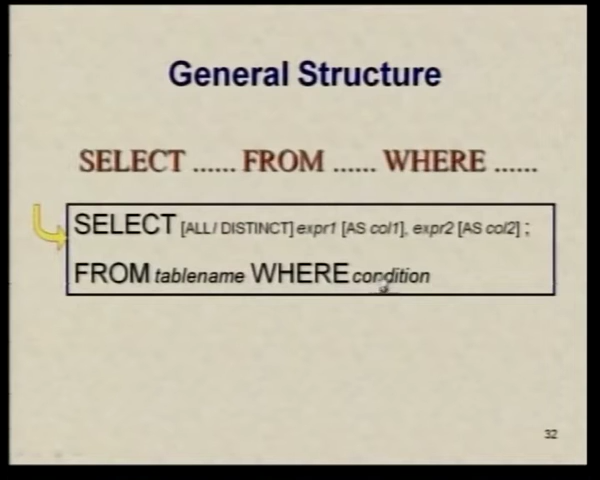 General Structure
SELECT ...... FROM ...... WHERE ......
SELECT [ALL/ DISTINCT] expr1 [AS col1], expr2 [AS col2] ;
FROM tablename WHERE condition
32